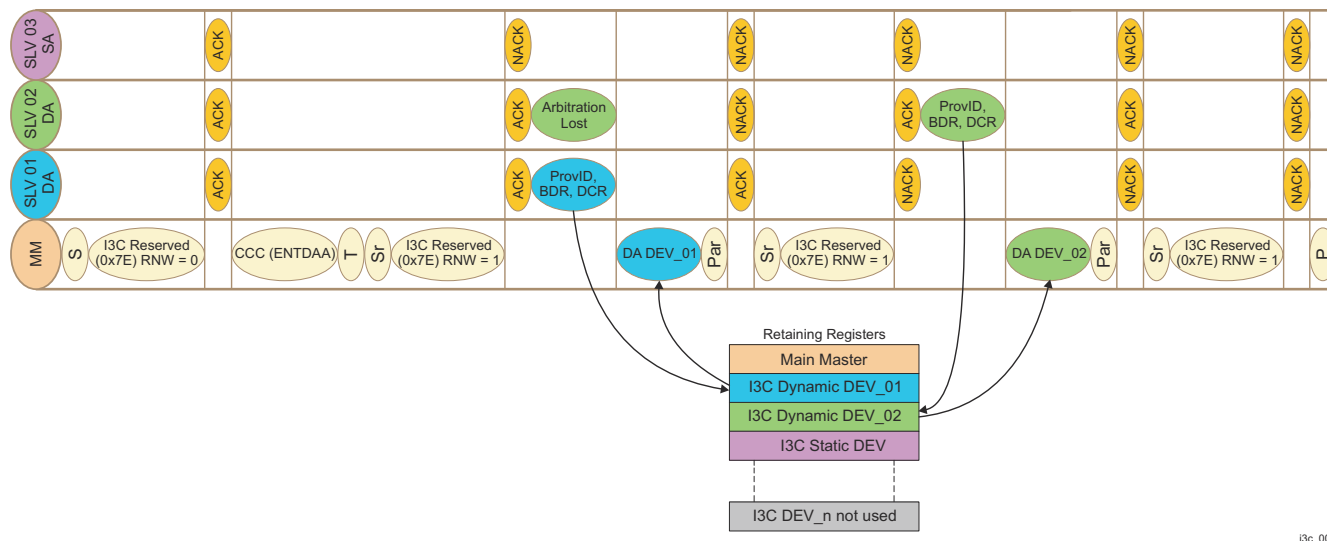 SLV 03
SA
ACK
NACK
NACK
NACK
NACK
NACK
SLV 02
DA
ACK
ACK
Arbitration
Lost
NACK
ACK
ProvID,
BDR, DCR
ACK
NACK
SLV 01
DA
ACK
ACK
ProvID,
BDR, DCR
ACK
NACK
NACK
NACK
MM
S
I3C Reserved
(0x7E) RNW = 0
CCC (ENTDAA)
T
Sr
I3C Reserved
(0x7E) RNW = 1
DA DEV_01
Par
Sr
I3C Reserved
(0x7E) RNW = 1
DA DEV_02
Par
Sr
I3C Reserved
(0x7E) RNW = 1
P
Retaining Registers
Main Master
I3C Dynamic DEV_01
I3C Dynamic DEV_02
I3C Static DEV
I3C DEV_n not used